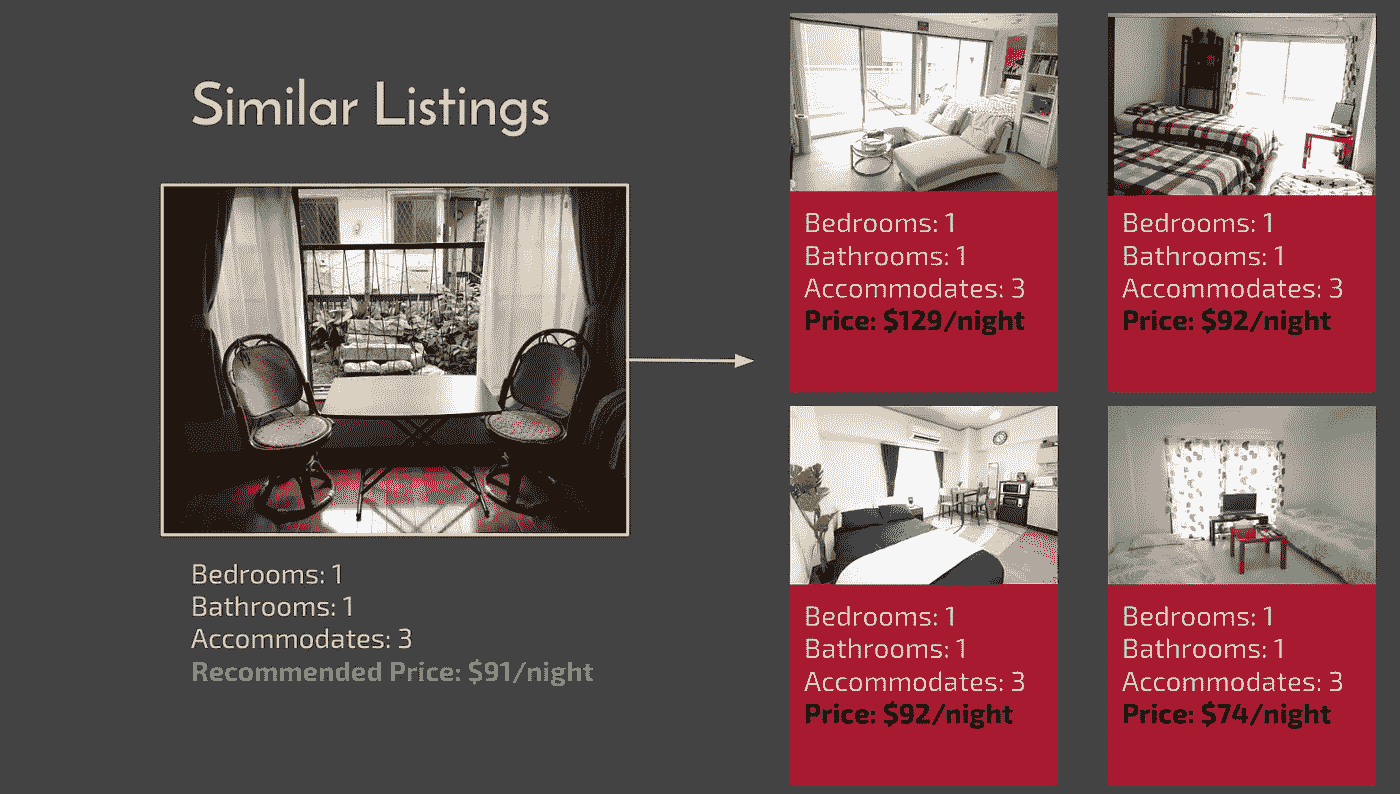 Similar Listings
Bedrooms: 1
Bathrooms: 1
Accommodates: 3
Recommended Price: $91/night
Bedrooms: 1
Bathrooms: 1
Accommodates: 3
Price: $129/night
Bedrooms: 1
Bathrooms: 1
Accommodates: 3
Price: $92/night
Bedrooms: 1
Bathrooms: 1
Accommodates: 3
Price: $92/night
Bedrooms: 1
Bathrooms: 1
Accommodates: 3
Price: $74/night